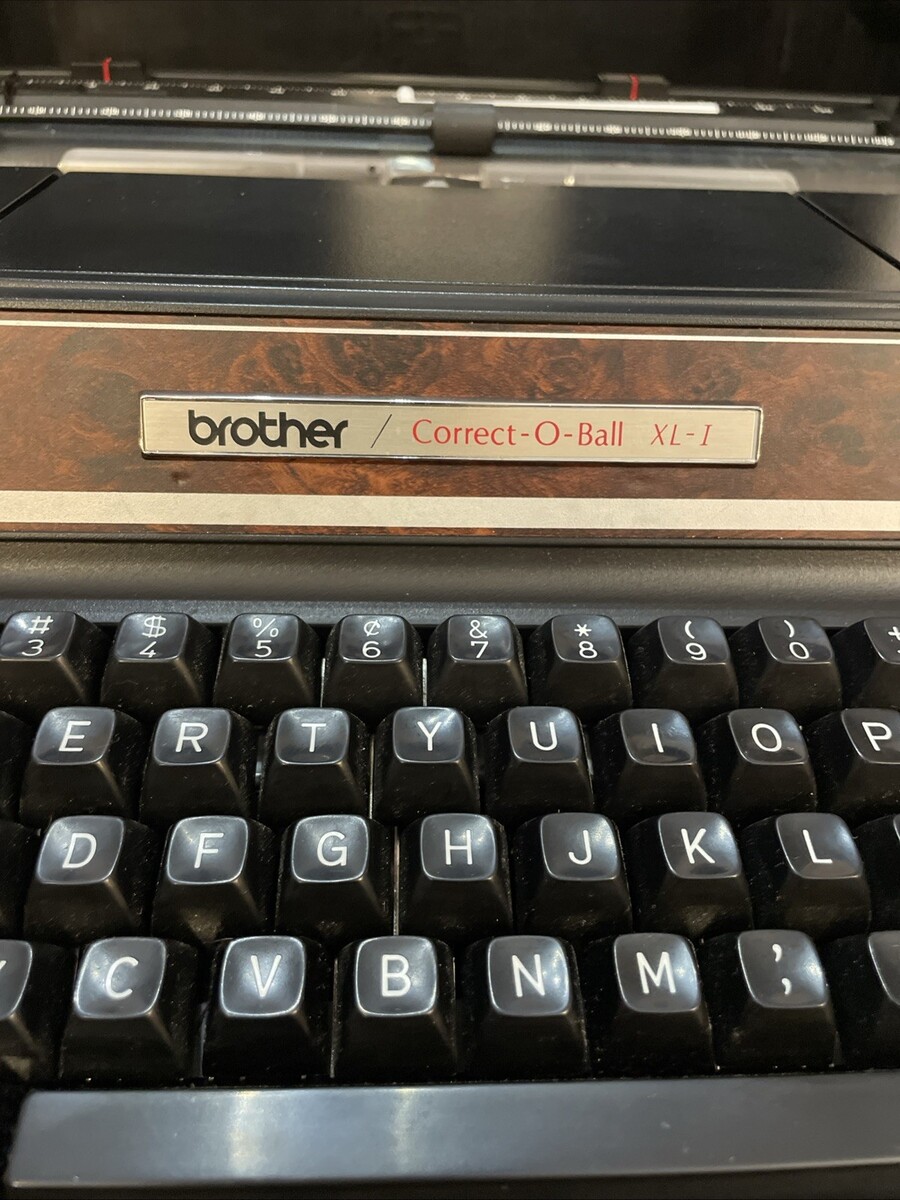 brother / Correct-O-Ball XL-I
# $ % ¢ & * ( )
3 4 5 6 7 8 9 0
E R T Y U I O P
D F G H J K L
C V B N M , ;